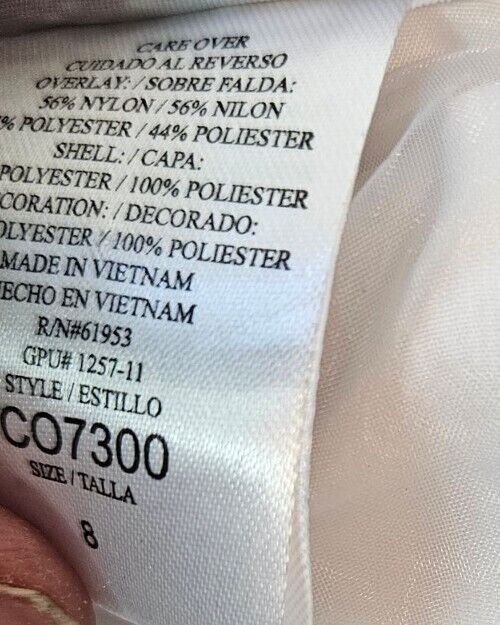 CARE OVER
CUIDADO AL REVERSO
OVERLAY: / SOBRE FALDA:
56% NYLON / 56% NILON
% POLYESTER / 44% POLIESTER
SHELL: / CAPA:
POLYESTER / 100% POLIESTER
CORATION: / DECORADO:
OLYESTER / 100% POLIESTER
MADE IN VIETNAM
ECHO EN VIETNAM
R/N#61953
GPU# 1257-11
STYLE / ESTILLO
CO7300
SIZE / TALLA
8